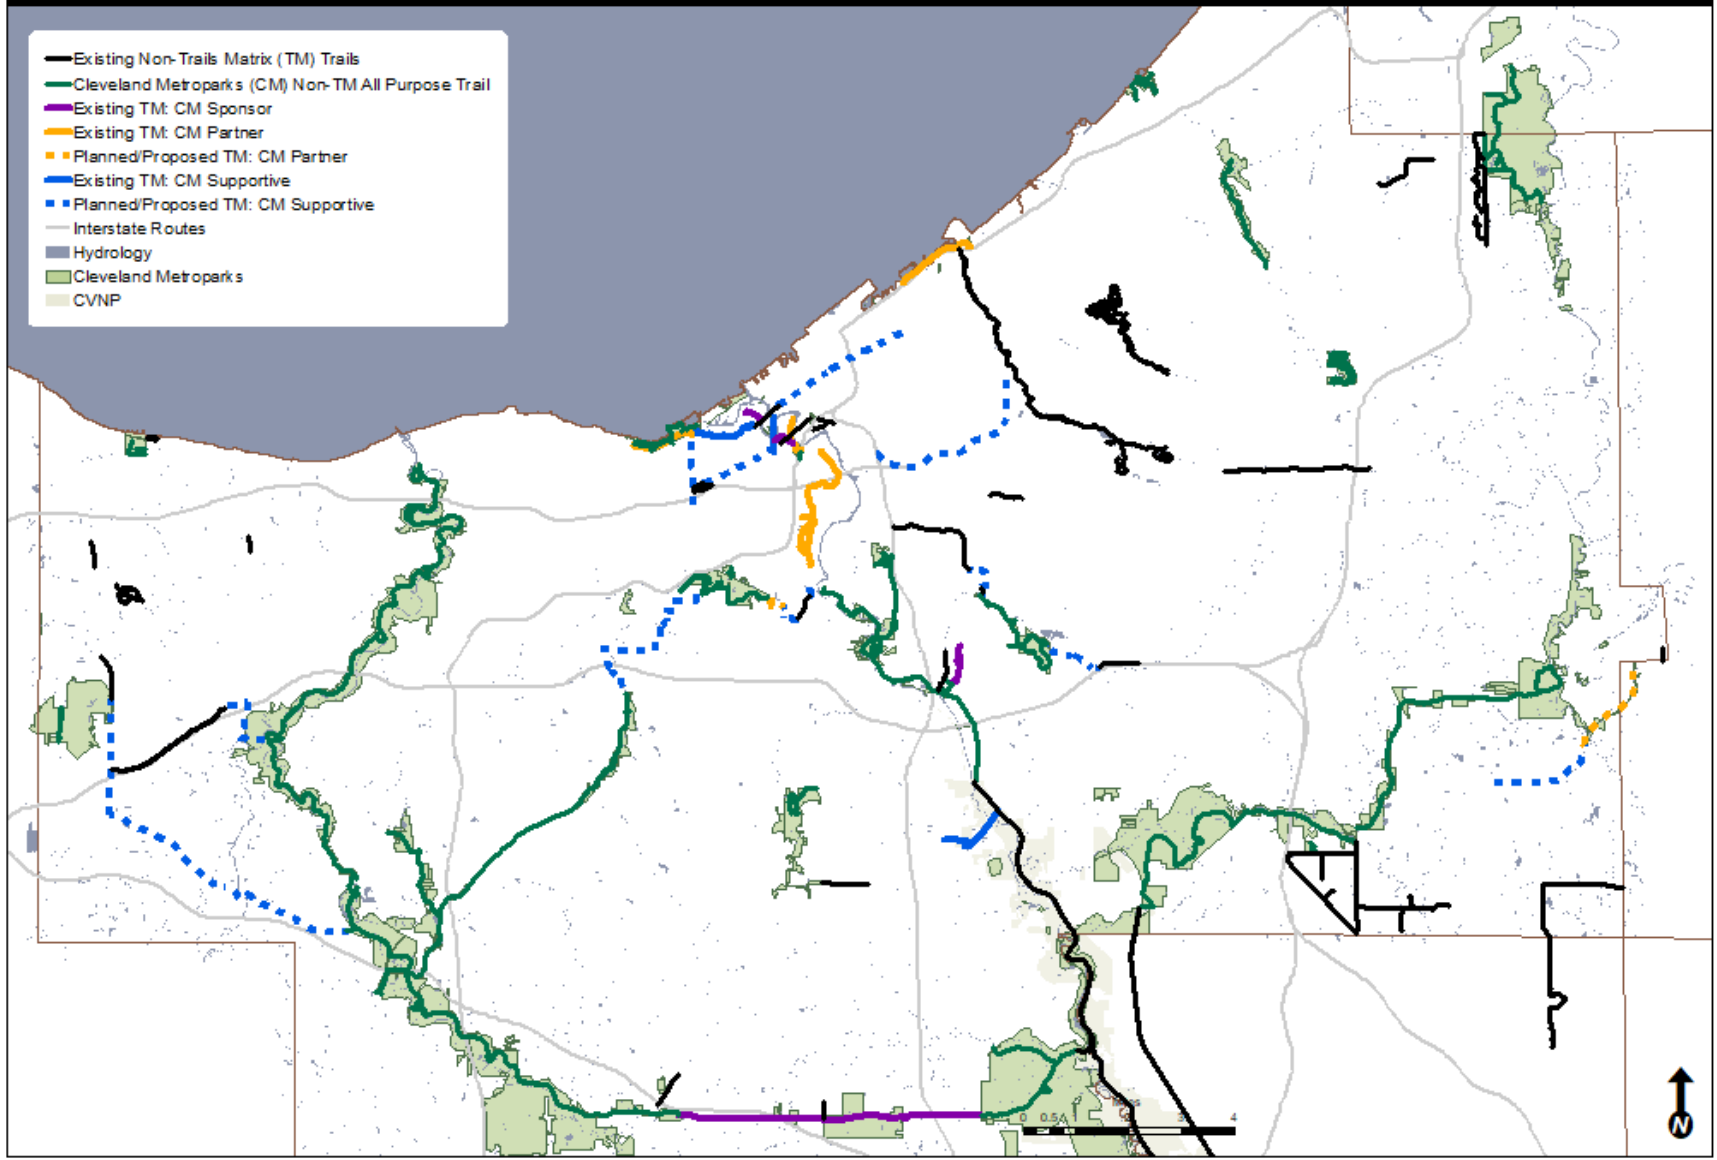 Existing Non-Trails Matrix (TM) Trails
Cleveland Metroparks (CM) Non-TM All Purpose Trail
Existing TM: CM Sponsor
Existing TM: CM Partner
Planned/Proposed TM: CM Partner
Existing TM: CM Supportive
Planned/Proposed TM: CM Supportive
Interstate Routes
Hydrology
Cleveland Metroparks
CVNP
0 0.5 4
N